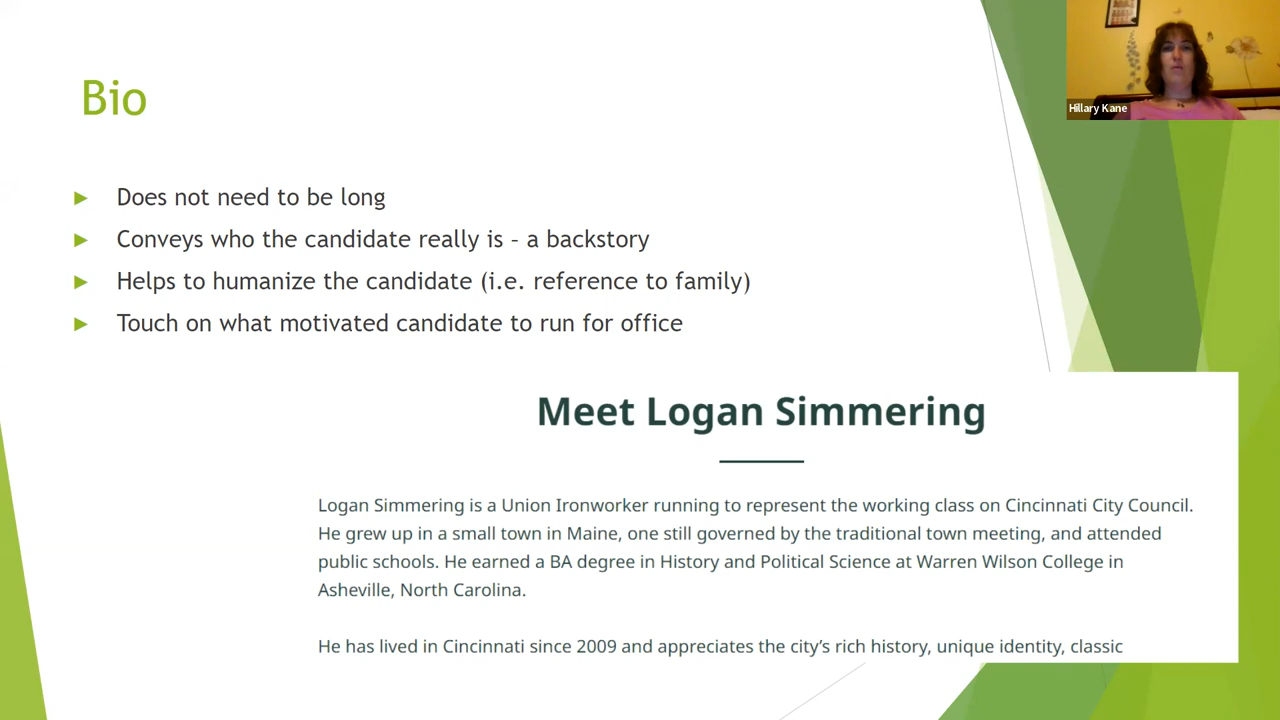 Bio
Hillary Kane
Does not need to be long
Conveys who the candidate really is – a backstory
Helps to humanize the candidate (i.e. reference to family)
Touch on what motivated candidate to run for office
Meet Logan Simmering
Logan Simmering is a Union Ironworker running to represent the working class on Cincinnati City Council.
He grew up in a small town in Maine, one still governed by the traditional town meeting, and attended
public schools. He earned a BA degree in History and Political Science at Warren Wilson College in
Asheville, North Carolina.
He has lived in Cincinnati since 2009 and appreciates the city’s rich history, unique identity, classic